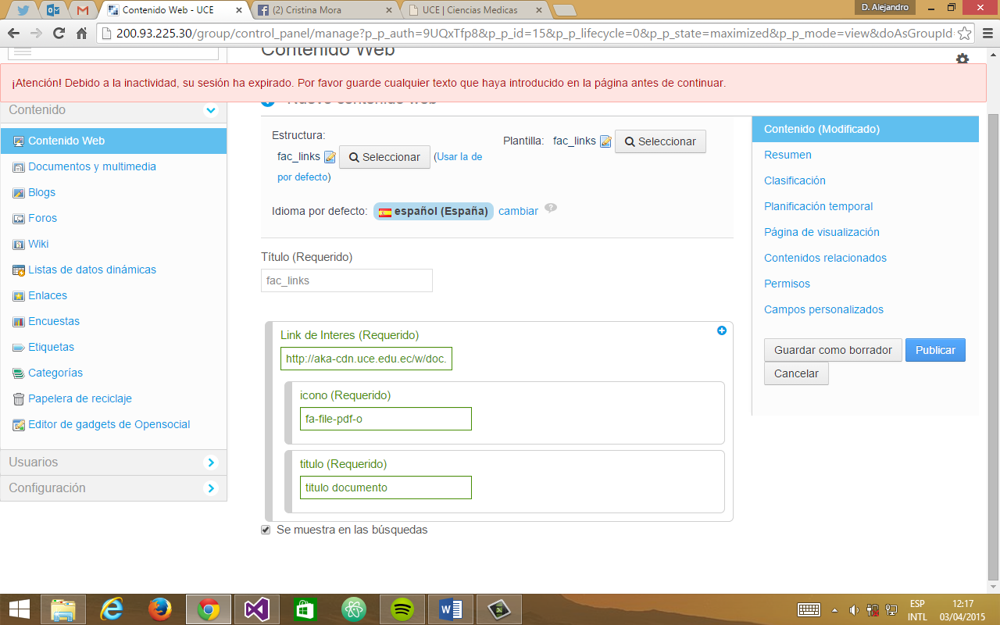 Contenido Web - UCE
(2) Cristina Mora
UCE | Ciencias Medicas
D. Alejandro
200.93.225.30/group/control_panel/manage?p_p_auth=9UQxTfp8&p_p_id=15&p_p_lifecycle=0&p_p_state=maximized&p_p_mode=view&doAsGroupId
Contenido Web
¡Atención! Debido a la inactividad, su sesión ha expirado. Por favor guarde cualquier texto que haya introducido en la página antes de continuar.
Nuevo contenido web
Contenido
Contenido Web
Documentos y multimedia
Blogs
Foros
Wiki
Listas de datos dinámicas
Enlaces
Encuestas
Etiquetas
Categorías
Papelera de reciclaje
Editor de gadgets de Opensocial
Usuarios
Configuración
Estructura:
fac_links Seleccionar (Usar la de
por defecto)
Plantilla: fac_links Seleccionar
Idioma por defecto: español (España) cambiar
Título (Requerido)
fac_links
Link de Interes (Requerido)
http://aka-cdn.uce.edu.ec/w/doc.
icono (Requerido)
fa-file-pdf-o
titulo (Requerido)
titulo documento
Se muestra en las búsquedas
Contenido (Modificado)
Resumen
Clasificación
Planificación temporal
Página de visualización
Contenidos relacionados
Permisos
Campos personalizados
Guardar como borrador Publicar
Cancelar
ESP
INTL
12:17
03/04/2015